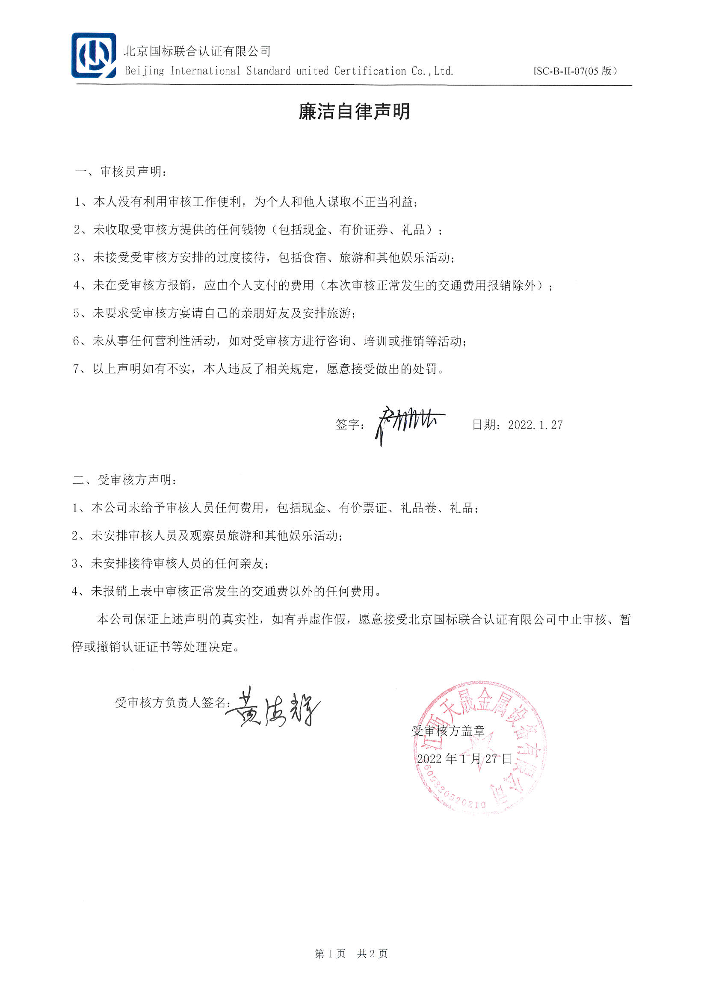 北京国标联合认证有限公司
Beijing International Standard united Certification Co.,Ltd.
ISC-B-II-07(05 版)
廉洁自律声明
一、审核员声明：
1、本人没有利用审核工作便利，为个人和他人谋取不正当利益；
2、未收取受审核方提供的任何钱物（包括现金、有价证券、礼品）；
3、未接受受审核方安排的过度接待，包括食宿、旅游和其他娱乐活动；
4、未在受审核方报销，应由个人支付的费用（本次审核正常发生的交通费用报销除外）；
5、未要求受审核方宴请自己的亲朋好友及安排旅游；
6、未从事任何营利性活动，如对受审核方进行咨询、培训或推销等活动；
7、以上声明如有不实，本人违反了相关规定，愿意接受做出的处罚。
签字： 日期：2022.1.27
二、受审核方声明：
1、本公司未给予审核人员任何费用，包括现金、有价票证、礼品卷、礼品；
2、未安排审核人员及观察员旅游和其他娱乐活动；
3、未安排接待审核人员的任何亲友；
4、未报销上表中审核正常发生的交通费以外的任何费用。
本公司保证上述声明的真实性，如有弄虚作假，愿意接受北京国标联合认证有限公司中止审核、暂
停或撤销认证证书等处理决定。
受审核方负责人签名：黄海辉
江西天晟金属设备有限公司
受审核方盖章
2022 年 1 月 27 日
第 1 页 共 2 页